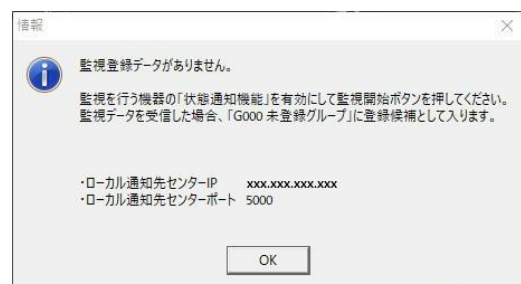 情報
監視登録データがありません。
監視を行う機器の「状態通知機能」を有効にして監視開始ボタンを押してください。
監視データを受信した場合、「G000 未登録グループ」に登録候補として入ります。
・ローカル通知先センターIP xxx.xxx.xxx.xxx
・ローカル通知先センターポート 5000
OK